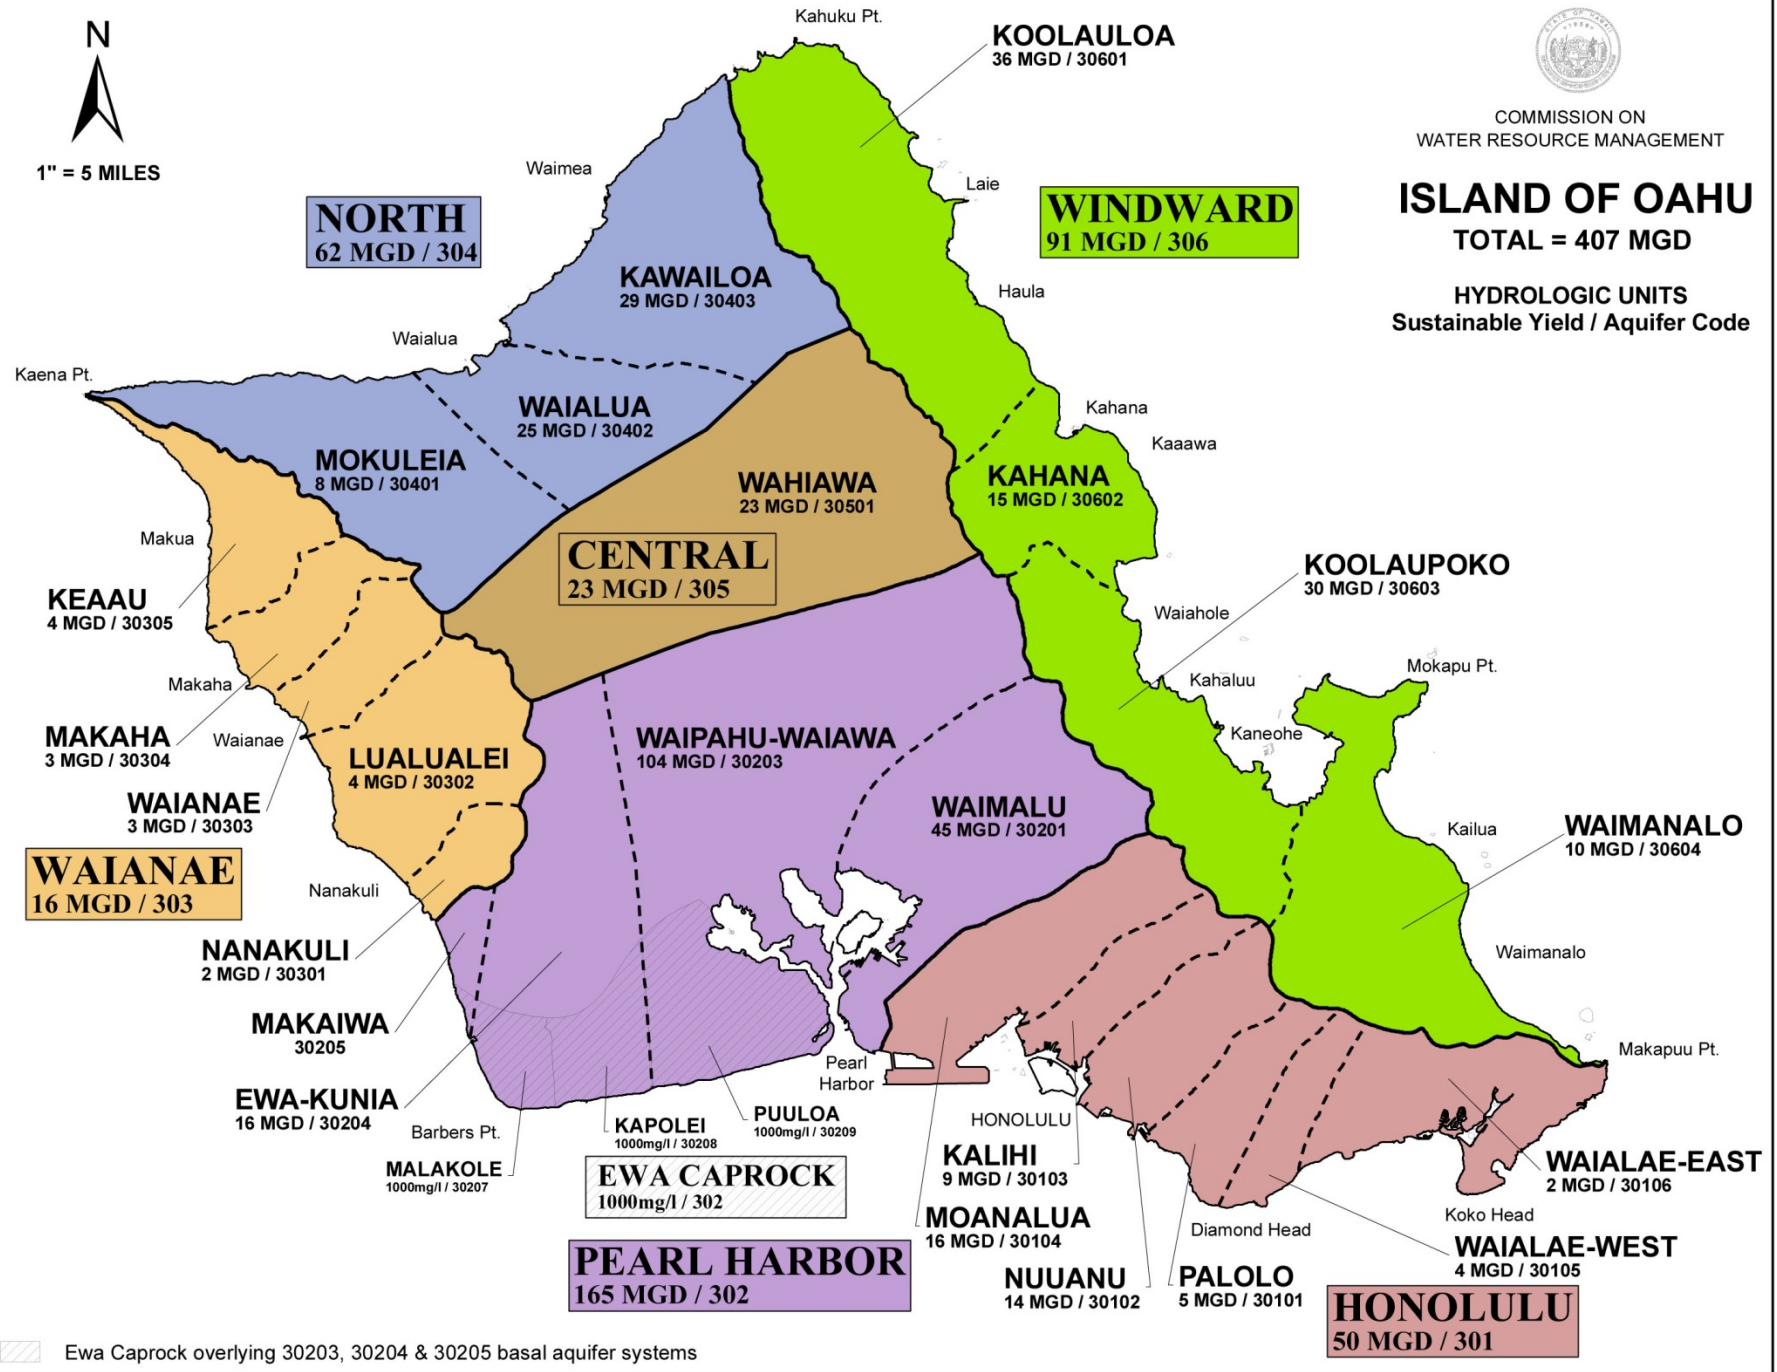 N
1" = 5 MILES
Kahuku Pt.
KOOLAULOA
36 MGD / 30601
COMMISSION ON
WATER RESOURCE MANAGEMENT
ISLAND OF OAHU
TOTAL = 407 MGD
HYDROLOGIC UNITS
Sustainable Yield / Aquifer Code
Waimea
Laie
NORTH
62 MGD / 304
WINDWARD
91 MGD / 306
KAWAILOA
29 MGD / 30403
Haula
Waialua
Kaena Pt.
WAIALUA
25 MGD / 30402
Kahana
Kaaawa
MOKULEIA
8 MGD / 30401
WAHIAWA
23 MGD / 30501
KAHANA
15 MGD / 30602
Makua
CENTRAL
23 MGD / 305
KOOLAUPOKO
30 MGD / 30603
KEAAU
4 MGD / 30305
Waiahole
Makaha
Kahaluu
Mokapu Pt.
MAKAHA
3 MGD / 30304
Waianae
LUALUALEI
4 MGD / 30302
WAIPAHU-WAIAWA
104 MGD / 30203
Kaneohe
WAIANAE
3 MGD / 30303
WAIMALU
45 MGD / 30201
Kailua
WAIMANALO
10 MGD / 30604
WAIANAE
16 MGD / 303
Nanakuli
NANAKULI
2 MGD / 30301
Waimanalo
MAKAIWA
30205
Pearl
Harbor
Makapuu Pt.
EWA-KUNIA
16 MGD / 30204
Barbers Pt.
KAPOLEI
1000mg/l / 30208
PUULOA
1000mg/l / 30209
HONOLULU
MALAKOLE
1000mg/l / 30207
EWA CAPROCK
1000mg/l / 302
KALIHI
9 MGD / 30103
WAIALAE-EAST
2 MGD / 30106
MOANALUA
16 MGD / 30104
Diamond Head
Koko Head
PEARL HARBOR
165 MGD / 302
WAIALAE-WEST
4 MGD / 30105
NUUANU
14 MGD / 30102
PALOLO
5 MGD / 30101
HONOLULU
50 MGD / 301
Ewa Caprock overlying 30203, 30204 & 30205 basal aquifer systems